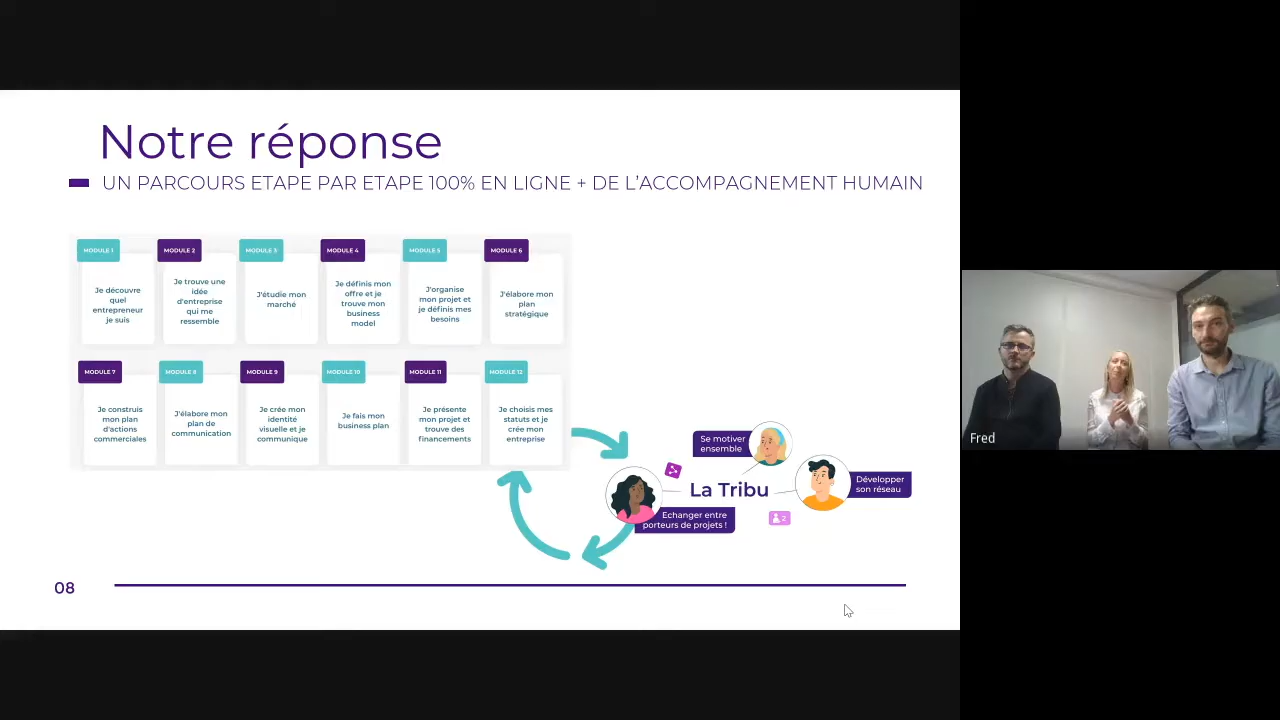 Notre réponse
UN PARCOURS ETAPE PAR ETAPE 100% EN LIGNE + DE L'ACCOMPAGNEMENT HUMAIN
MODULE 1
Je découvre
quel
entrepreneur
je suis
MODULE 2
Je trouve une
idée
d'entreprise
qui me
ressemble
MODULE 3
J'étudie mon
marché
MODULE 4
Je définis mon
offre et je
trouve mon
business
model
MODULE 5
J'organise
mon projet et
je définis mes
besoins
MODULE 6
J'élabore mon
plan
stratégique
MODULE 7
Je construis
mon plan
d'actions
commerciales
MODULE 8
J'élabore mon
plan de
communication
MODULE 9
Je crée mon
identité
visuelle et je
communique
MODULE 10
Je fais mon
business plan
MODULE 11
Je présente
mon projet et
trouve des
financements
MODULE 12
Je choisis mes
statuts et je
crée mon
entreprise
Se motiver
ensemble
La Tribu
Développer
son réseau
Echanger entre
porteurs de projets !
08
Fred